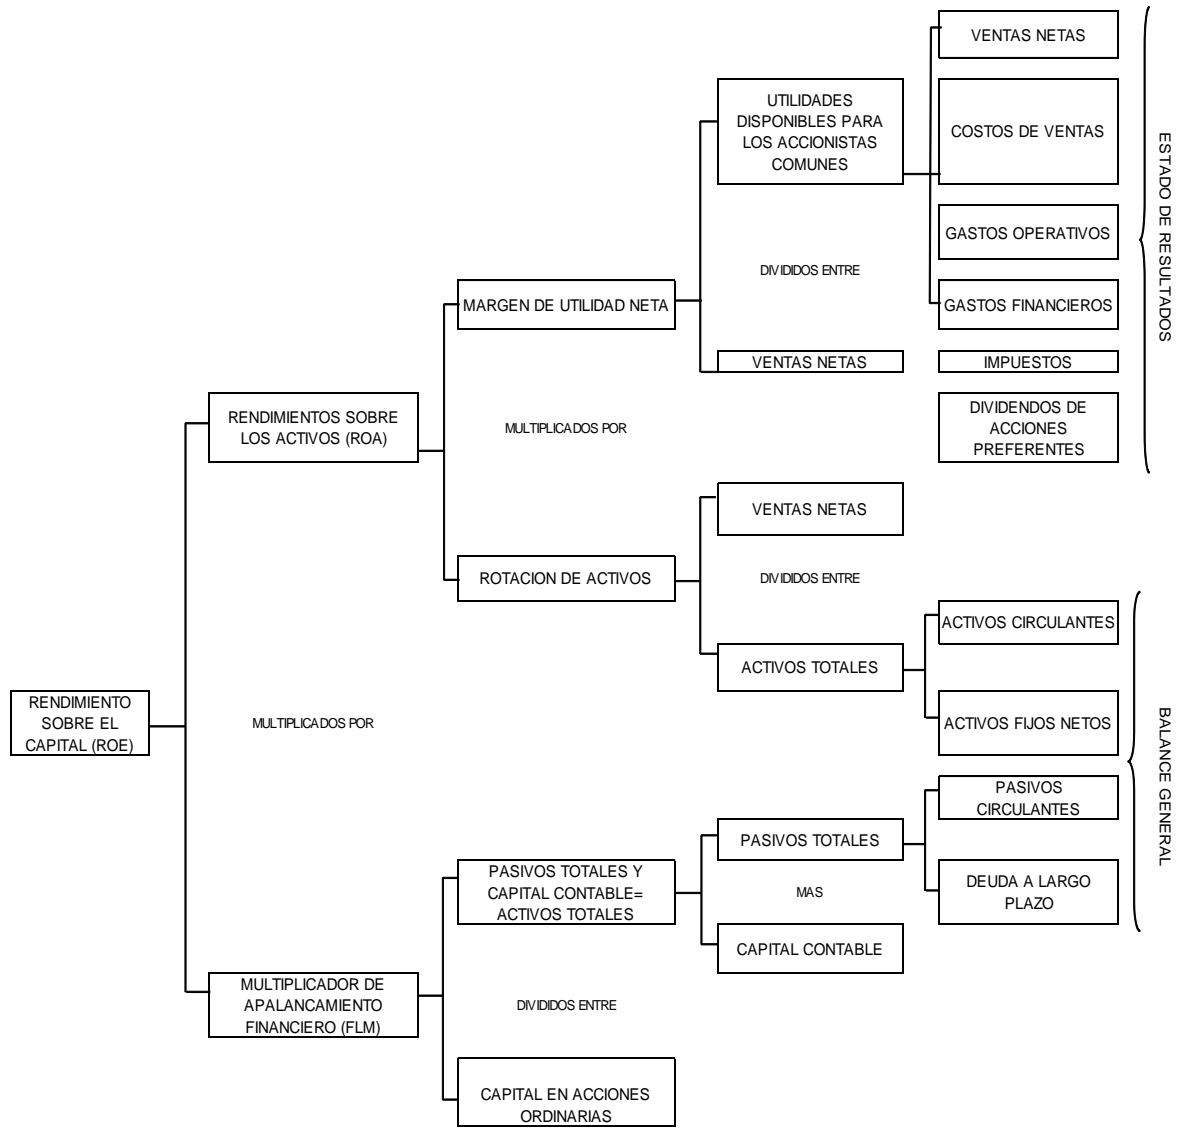 VENTAS NETAS
UTILIDADES
DISPONIBLES PARA
LOS ACCIONISTAS
COMUNES
COSTOS DE VENTAS
GASTOS OPERATIVOS
DIVIDIDOS ENTRE
MARGEN DE UTILIDAD NETA
GASTOS FINANCIEROS
VENTAS NETAS
IMPUESTOS
ESTADO DE RESULTADOS
RENDIMIENTOS SOBRE
LOS ACTIVOS (ROA)
MULTIPLICADOS POR
DIVIDENDOS DE
ACCIONES
PREFERENTES
VENTAS NETAS
ROTACION DE ACTIVOS
DIVIDIDOS ENTRE
ACTIVOS CIRCULANTES
ACTIVOS TOTALES
RENDIMIENTO
SOBRE EL
CAPITAL (ROE)
MULTIPLICADOS POR
ACTIVOS FIJOS NETOS
BALANCE GENERAL
PASIVOS
CIRCULANTES
PASIVOS TOTALES
PASIVOS TOTALES Y
CAPITAL CONTABLE=
ACTIVOS TOTALES
MAS
DEUDA A LARGO
PLAZO
CAPITAL CONTABLE
MULTIPLICADOR DE
APALANCAMIENTO
FINANCIERO (FLM)
DIVIDIDOS ENTRE
CAPITAL EN ACCIONES
ORDINARIAS